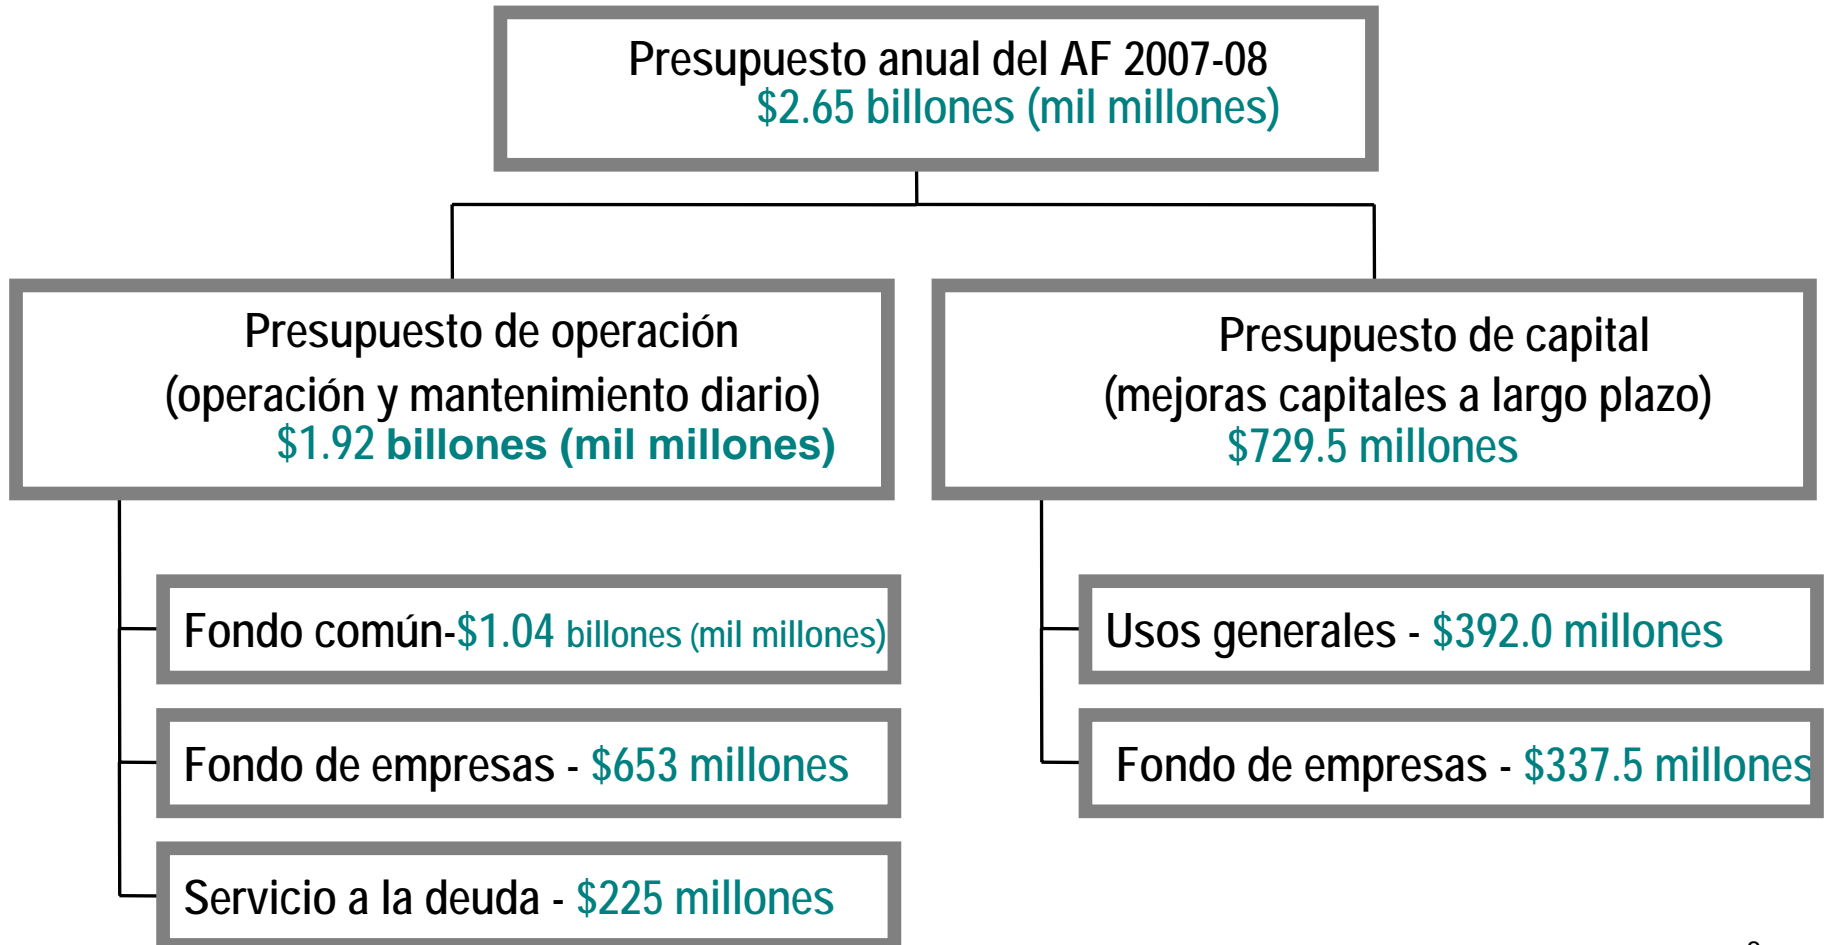 Presupuesto anual del AF 2007-08
$2.65 billones (mil millones)
Presupuesto de operación
(operación y mantenimiento diario)
$1.92 billones (mil millones)
Presupuesto de capital
(mejoras capitales a largo plazo)
$729.5 millones
Fondo común-$1.04 billones (mil millones)
Fondo de empresas - $653 millones
Servicio a la deuda - $225 millones
Usos generales - $392.0 millones
Fondo de empresas - $337.5 millones